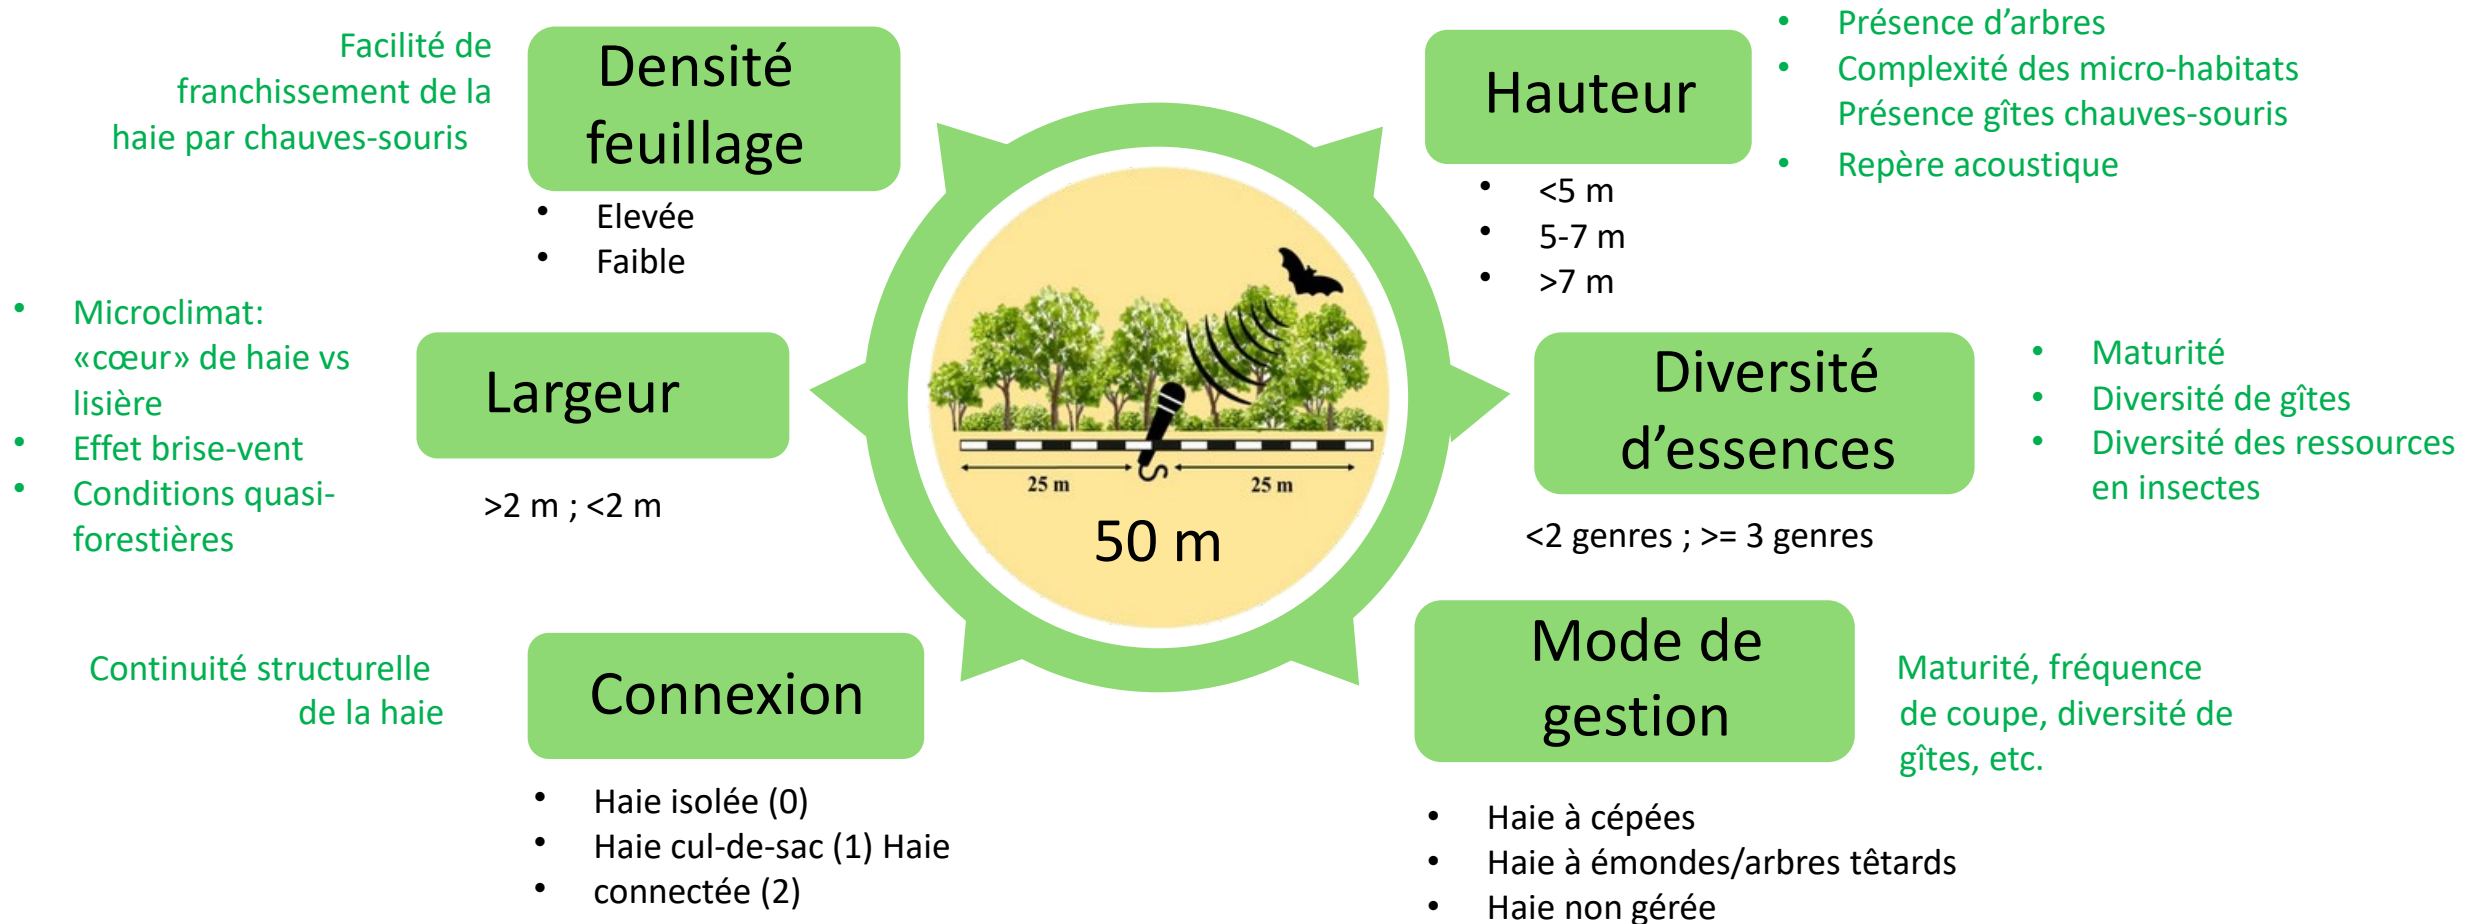 Facilité de
franchissement de la
haie par chauves-souris
Densité
feuillage
• Elevée
• Faible
Hauteur
• <5 m
• 5-7 m
• >7 m
• Présence d’arbres
• Complexité des micro-habitats
Présence gîtes chauves-souris
• Repère acoustique
• Microclimat:
«cœur» de haie vs
lisière
• Effet brise-vent
• Conditions quasi-
forestières
Largeur
>2 m ; <2 m
25 m
25 m
50 m
Diversité
d’essences
<2 genres ; >= 3 genres
• Maturité
• Diversité de gîtes
• Diversité des ressources
en insectes
Continuité structurelle
de la haie
Connexion
• Haie isolée (0)
• Haie cul-de-sac (1) Haie
• connectée (2)
Mode de
gestion
Maturité, fréquence
de coupe, diversité de
gîtes, etc.
• Haie à cépées
• Haie à émondes/arbres têtards
• Haie non gérée